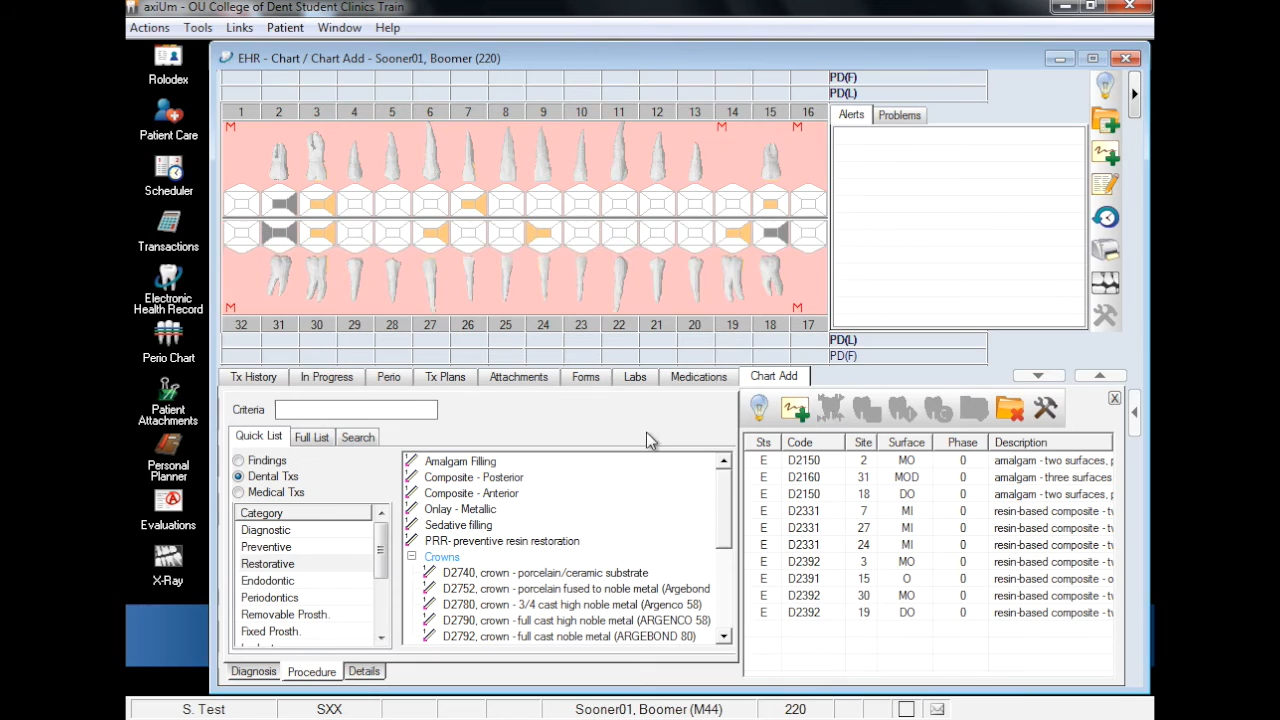 axiUm - OU College of Dent Student Clinics Train
Actions Tools Links Patient Window Help
Rolodex
Patient Care
Scheduler
Transactions
Electronic
Health Record
Perio Chart
Patient
Attachments
Personal
Planner
Evaluations
X-Ray
EHR - Chart / Chart Add - Sooner01, Boomer (220)
PD(F)
PD(L)
1 2 3 4 5 6 7 8 9 10 11 12 13 14 15 16
M M M
M M
32 31 30 29 28 27 26 25 24 23 22 21 20 19 18 17
PD(L)
PD(F)
Alerts Problems
Tx History In Progress Perio Tx Plans Attachments Forms Labs Medications Chart Add
Criteria
Quick List Full List Search
Findings
Dental Txs
Medical Txs
Category
Diagnostic
Preventive
Restorative
Endodontic
Periodontics
Removable Prosth.
Fixed Prosth.
Amalgam Filling
Composite - Posterior
Composite - Anterior
Onlay - Metallic
Sedative filling
PRR- preventive resin restoration
Crowns
D2740, crown - porcelain/ceramic substrate
D2752, crown - porcelain fused to noble metal (Argebond
D2780, crown - 3/4 cast high noble metal (Argenco 58)
D2790, crown - full cast high noble metal (ARGENCO 58)
D2792, crown - full cast noble metal (ARGEBOND 80)
Diagnosis Procedure Details
Sts Code Site Surface Phase Description
E D2150 2 MO 0 amalgam - two surfaces, p
E D2160 31 MOD 0 amalgam - three surfaces
E D2150 18 DO 0 amalgam - two surfaces, p
E D2331 7 MI 0 resin-based composite - tw
E D2331 27 MI 0 resin-based composite - tw
E D2331 24 MI 0 resin-based composite - tw
E D2392 3 MO 0 resin-based composite - tw
E D2391 15 O 0 resin-based composite - o
E D2392 30 MO 0 resin-based composite - tw
E D2392 19 DO 0 resin-based composite - tw
S. Test SXX Sooner01, Boomer (M44) 220